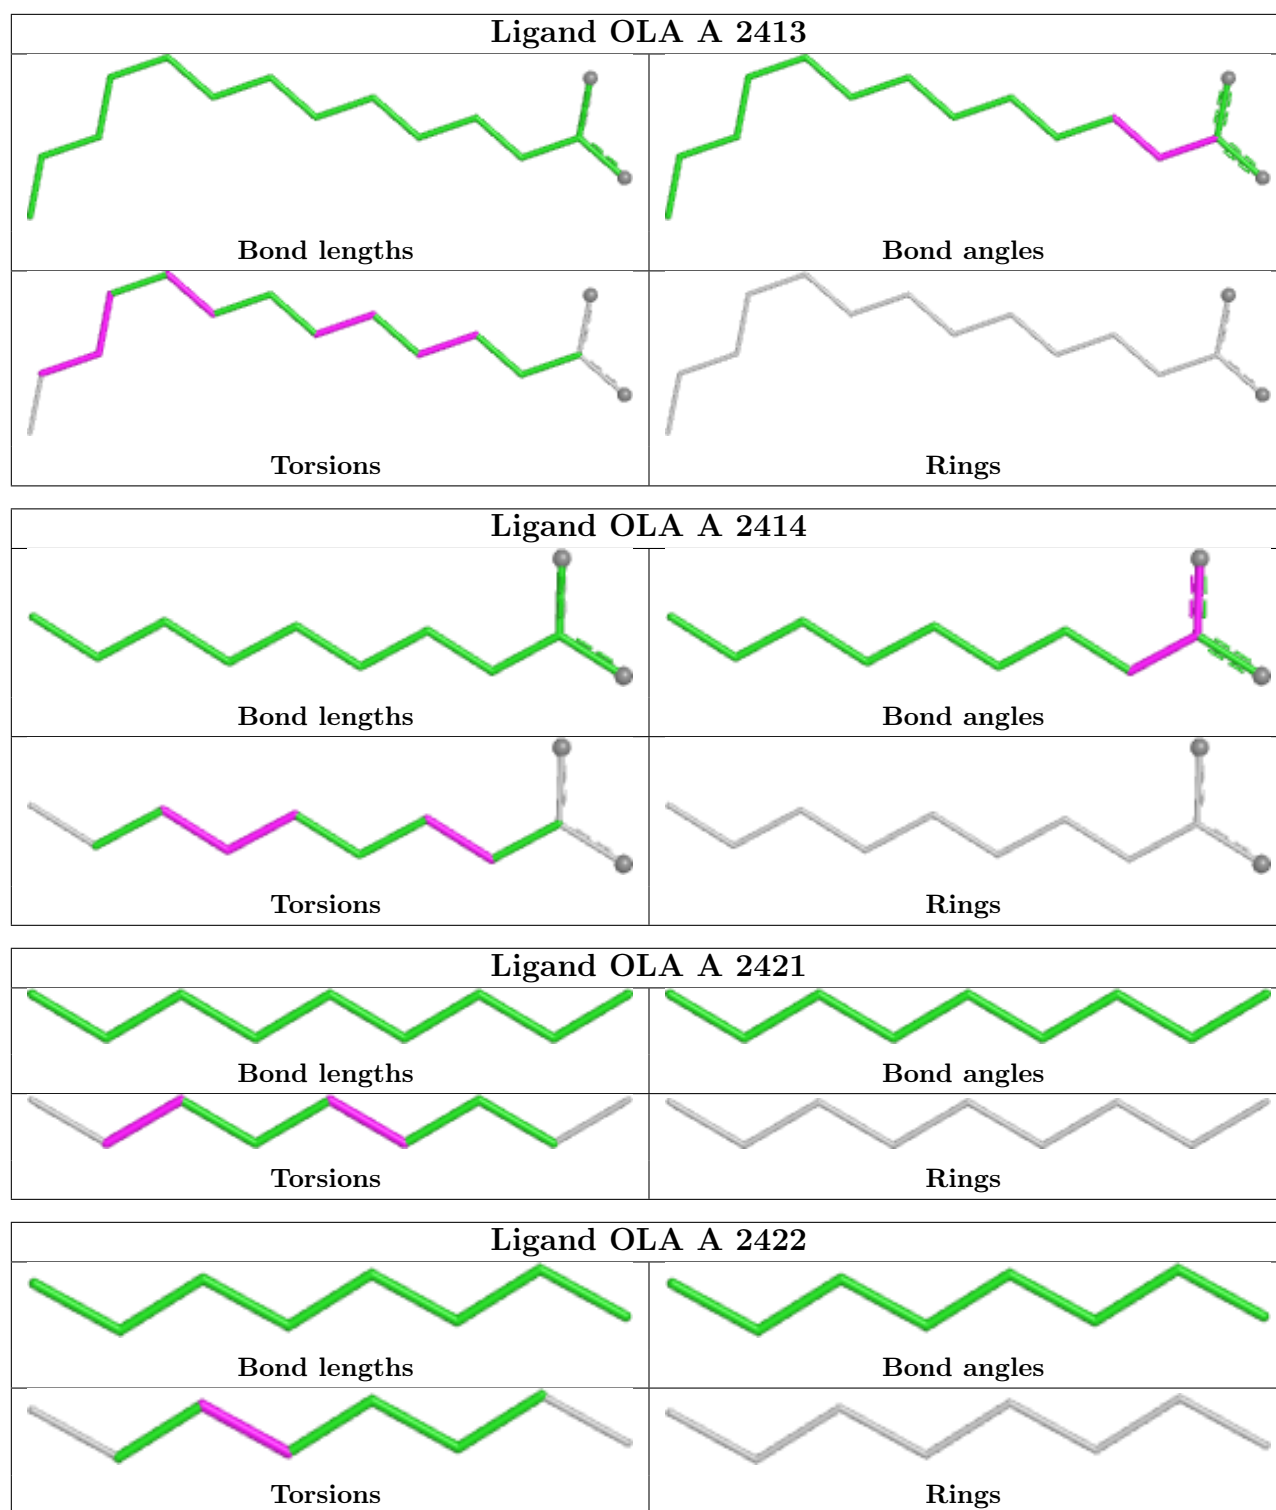 Ligand OLA A 2413
Bond lengths
Bond angles
Torsions
Rings
Ligand OLA A 2414
Bond lengths
Bond angles
Torsions
Rings
Ligand OLA A 2421
Bond lengths
Bond angles
Torsions
Rings
Ligand OLA A 2422
Bond lengths
Bond angles
Torsions
Rings